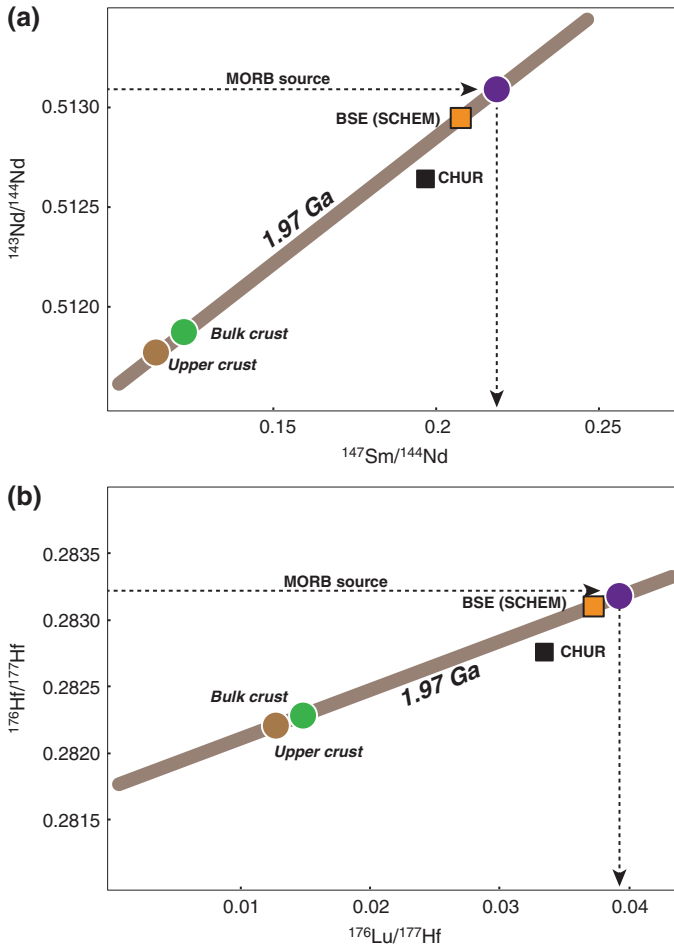 (a)
MORB source
0.5130
BSE (SCHEM)
CHUR
143Nd/144Nd
0.5125
1.97 Ga
0.5120
Bulk crust
Upper crust
0.15 0.2 0.25
147Sm/144Nd
(b)
0.2835
MORB source
BSE (SCHEM)
0.2830
CHUR
176Hf/177Hf
0.2825
1.97 Ga
Bulk crust
0.2820
Upper crust
0.2815
0.01 0.02 0.03 0.04
176Lu/177Hf